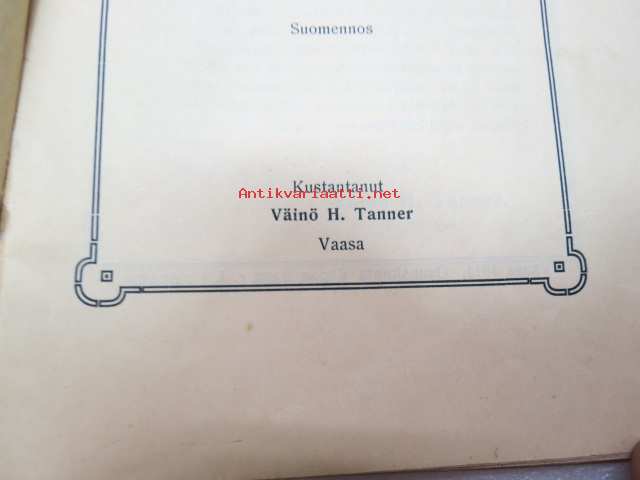 Suomennos
Kustantanut
Antikvariaatti.net
Väinö H. Tanner
Vaasa